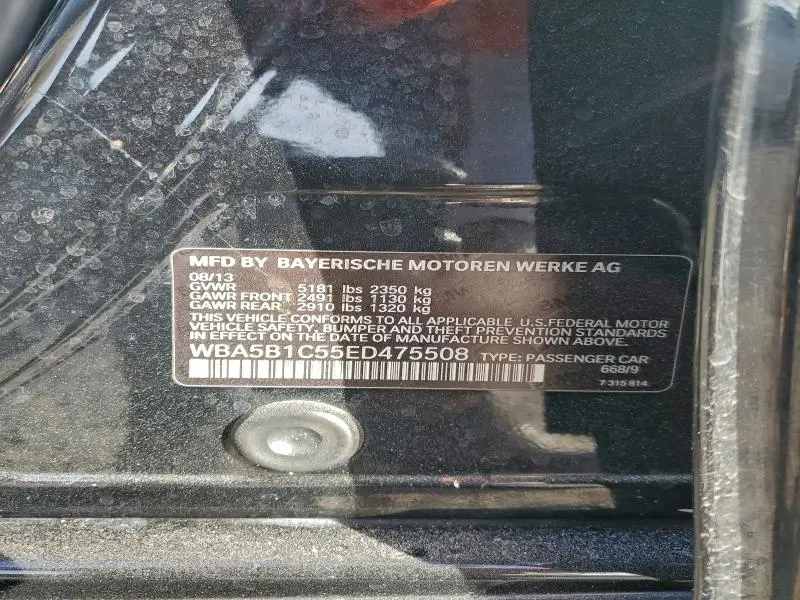 MFD BY BAYERISCHE MOTOREN WERKE AG
08/13
GVWR 5181 lbs 2350 kg
GAWR FRONT 2491 lbs 1130 kg
GAWR REAR 2910 lbs 1320 kg
THIS VEHICLE CONFORMS TO ALL APPLICABLE U.S.FEDERAL MOTOR
VEHICLE SAFETY, BUMPER AND THEFT PREVENTION STANDARDS
IN EFFECT ON THE DATE OF MANUFACTURE SHOWN ABOVE.
WBA5B1C55ED475508 TYPE: PASSENGER CAR
668/9
7 315 814